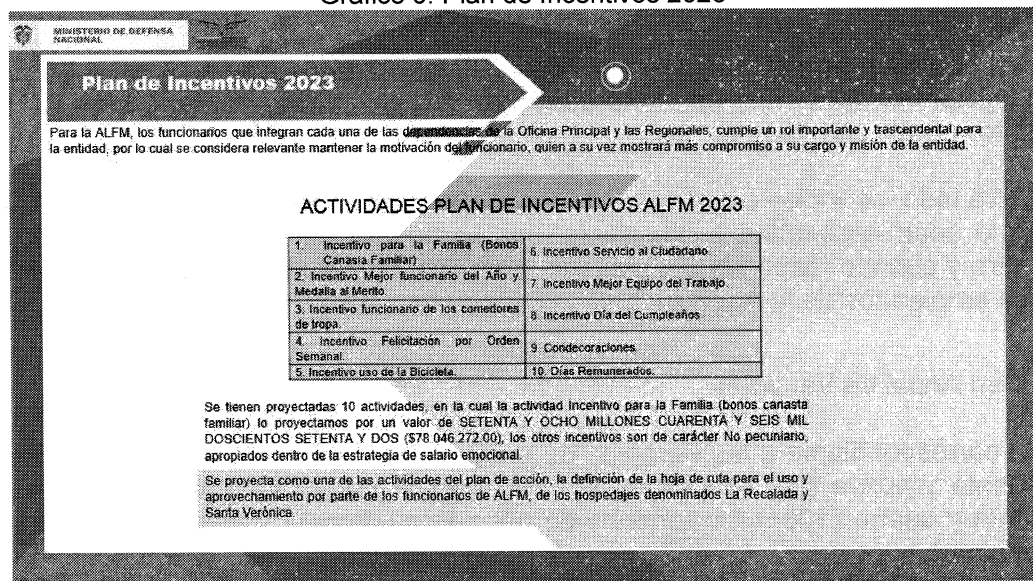 MINISTERIO DE DEFENSA
NACIONAL
Plan de Incentivos 2023
Para la ALFM, los funcionarios que integran cada una de las dependencias de la Oficina Principal y las Regionales, cumple un rol importante y trascendental para
la entidad, por lo cual se considera relevante mantener la motivación del funcionario, quien a su vez mostrará más compromiso a su cargo y misión de la entidad.
ACTIVIDADES PLAN DE INCENTIVOS ALFM 2023
1. Incentivo para la Familia (Bonos
Canasta Familiar)
6. Incentivo Servicio al Ciudadano
2. Incentivo Mejor funcionario del Año y
Medalla al Merito.
7. Incentivo Mejor Equipo del Trabajo
3. Incentivo funcionario de los comedores
de tropa.
8. Incentivo Día del Cumpleaños
4. Incentivo Felicitación por Orden
Semanal.
9. Condecoraciones
5. Incentivo uso de la Bicicleta.
10. Días Remunerados.
Se tienen proyectadas 10 actividades, en la cual la actividad Incentivo para la Familia (bonos canasta
familiar) lo proyectamos por un valor de SETENTA Y OCHO MILLONES CUARENTA Y SEIS MIL
DOSCIENTOS SETENTA Y DOS ($78.046.272.00), los otros incentivos son de carácter No pecuniario,
apropiados dentro de la estrategia de salario emocional.
Se proyecta como una de las actividades del plan de acción, la definición de la hoja de ruta para el uso y
aprovechamiento por parte de los funcionarios de ALFM, de los hospedajes denominados La Recalada y
Santa Verónica.